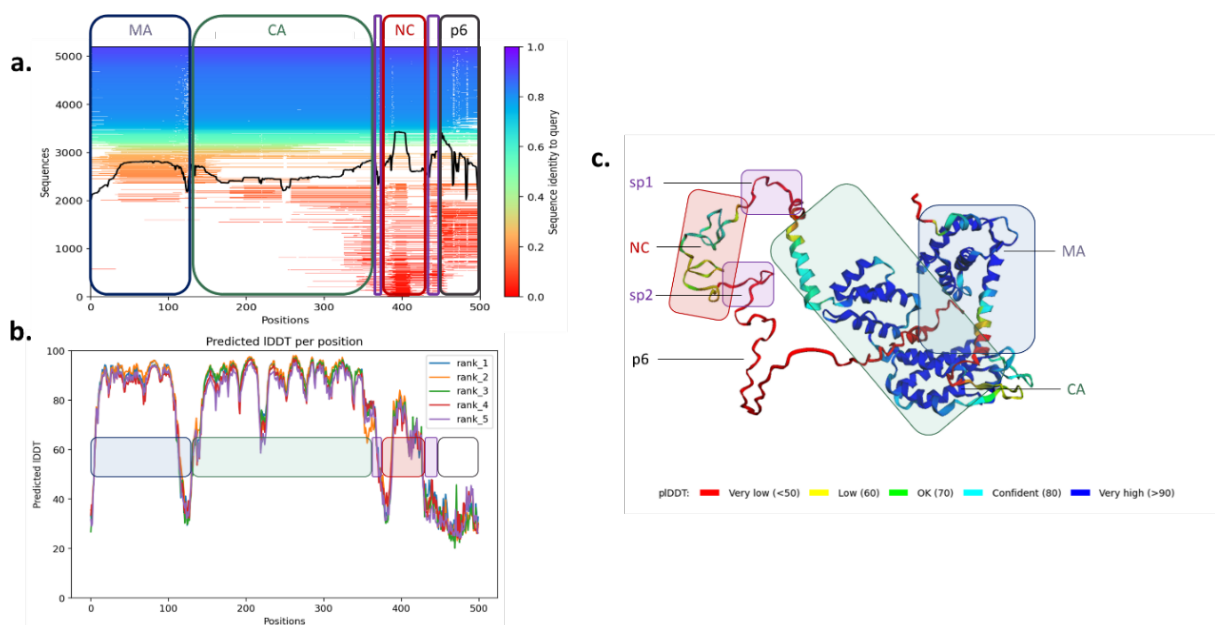 a.
MA
CA
NC
p6
5000
4000
3000
2000
1000
0
Sequences
0
100
200
300
400
500
Positions
1.0
0.8
0.6
0.4
0.2
0.0
Sequence identity to query
b.
Predicted lDDT per position
100
80
60
40
20
0
Predicted lDDT
0
100
200
300
400
500
Positions
rank_1
rank_2
rank_3
rank_4
rank_5
c.
sp1
NC
sp2
p6
MA
CA
plDDT: Very low (<50) Low (60) OK (70) Confident (80) Very high (>90)